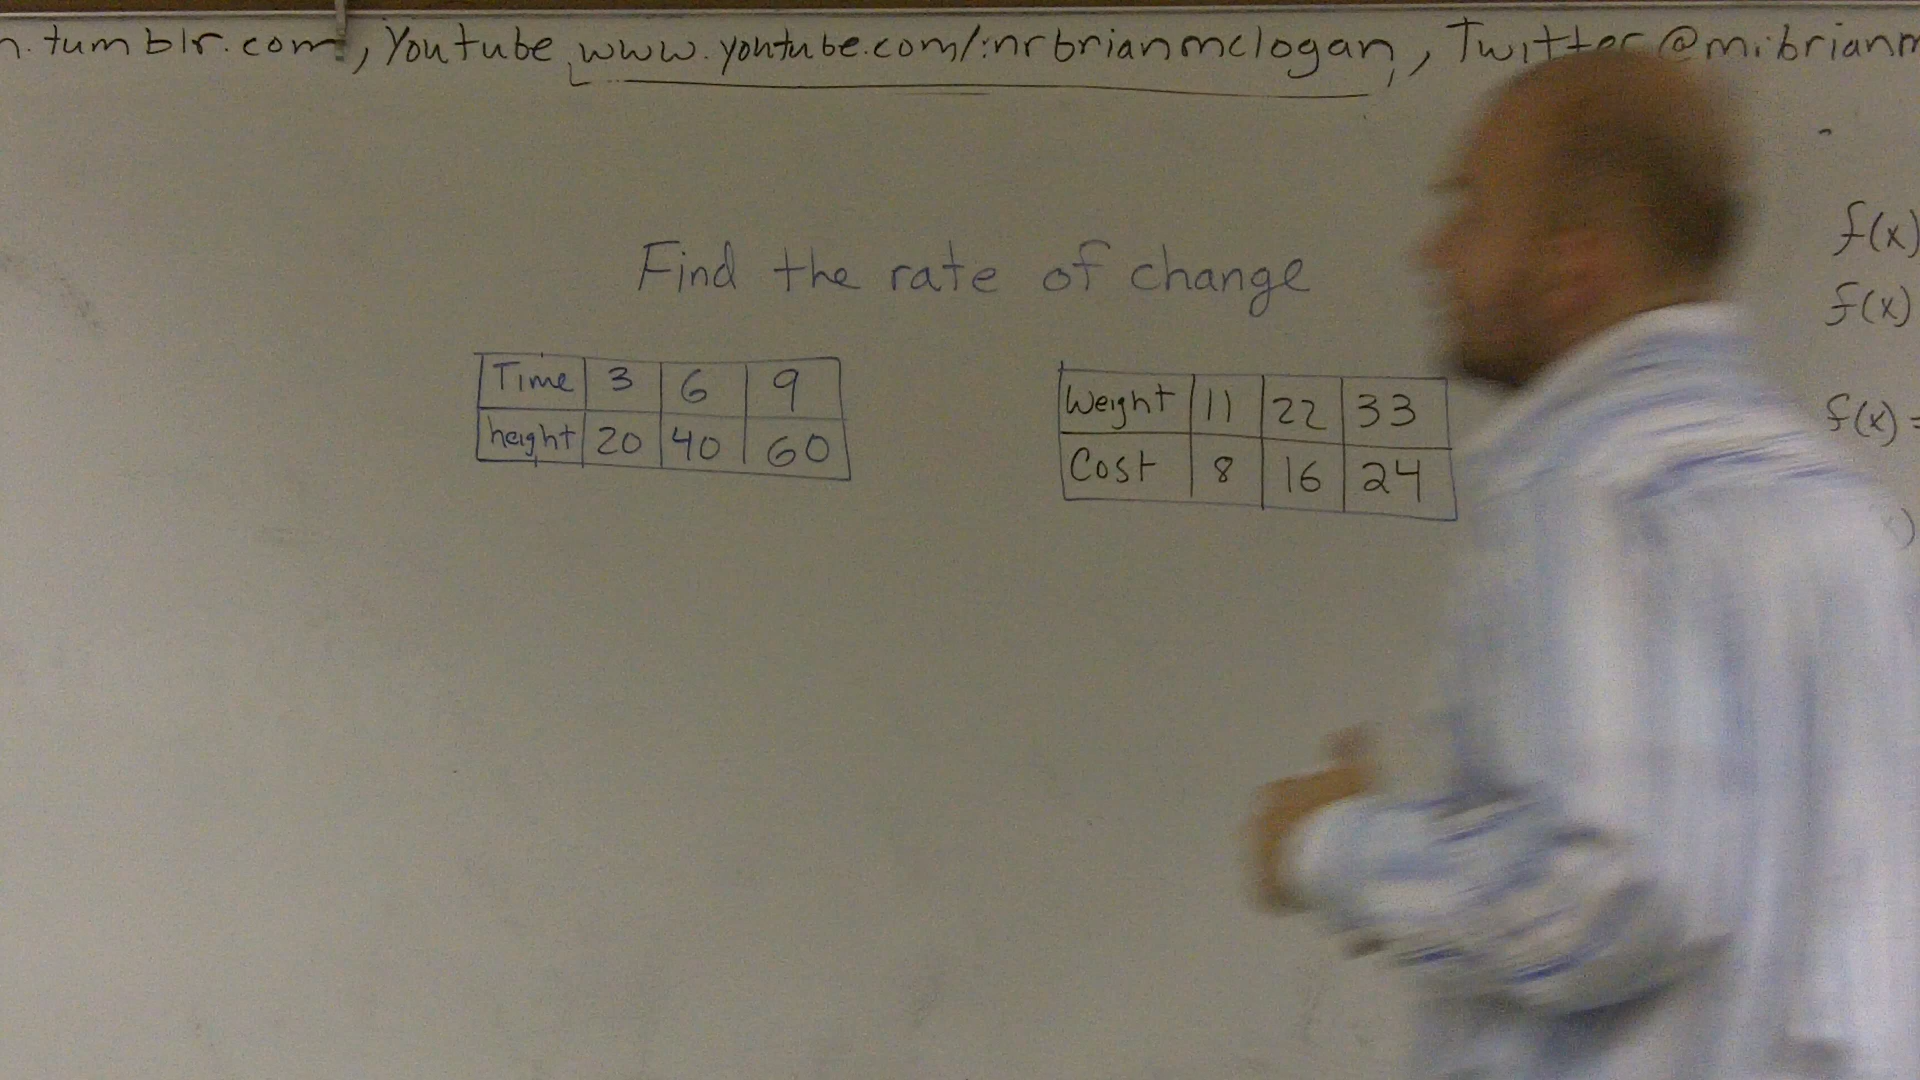 n.tumblr.com, Youtube www.youtube.com/mrbrianmclogan, Twitter @mrbrianm
Find the rate of change
Time 3 6 9
height 20 40 60
Weight 11 22 33
Cost 8 16 24
f(x)
f(x)
f(x) =